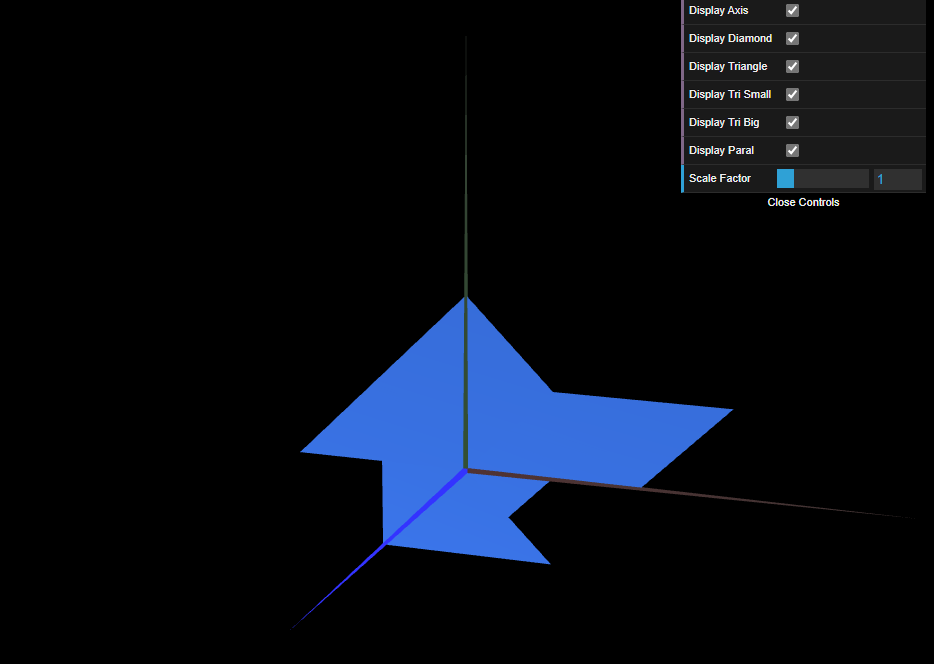 Display Axis
Display Diamond
Display Triangle
Display Tri Small
Display Tri Big
Display Paral
Scale Factor 1
Close Controls